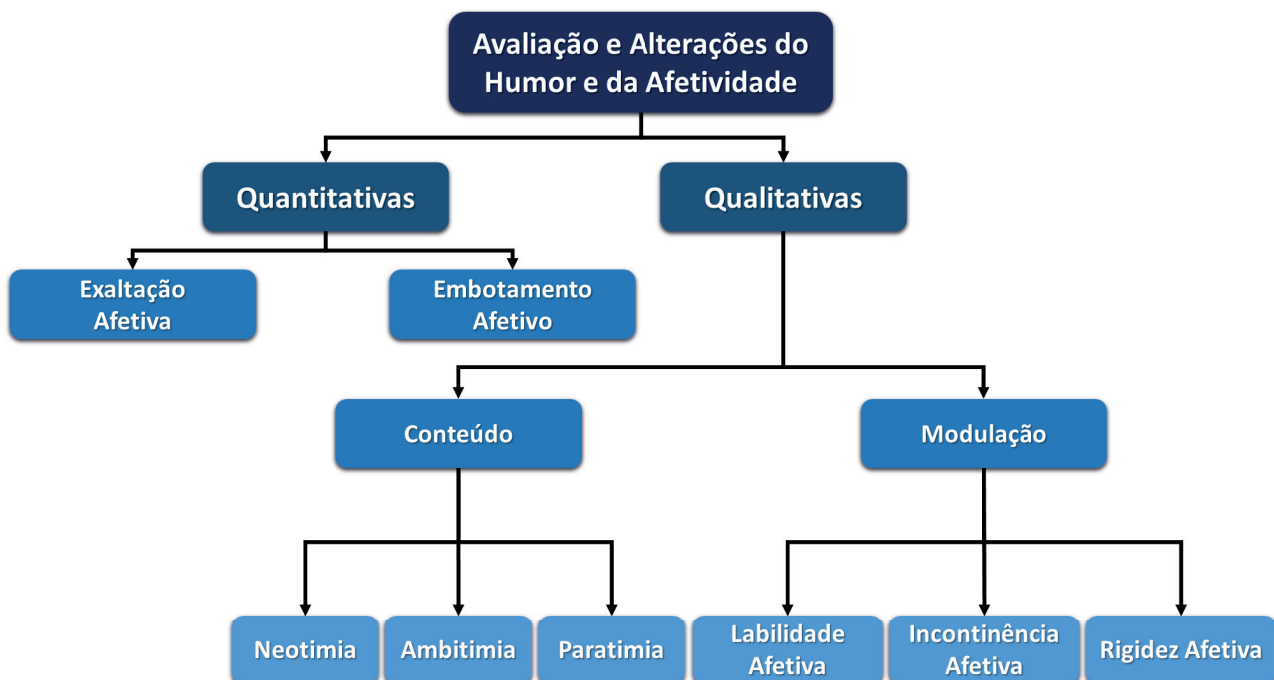 Avaliação e Alterações do
Humor e da Afetividade
Quantitativas
Qualitativas
Exaltação
Afetiva
Embotamento
Afetivo
Conteúdo
Modulação
Neotimia
Ambitimia
Paratimia
Labilidade
Afetiva
Incontinência
Afetiva
Rigidez Afetiva